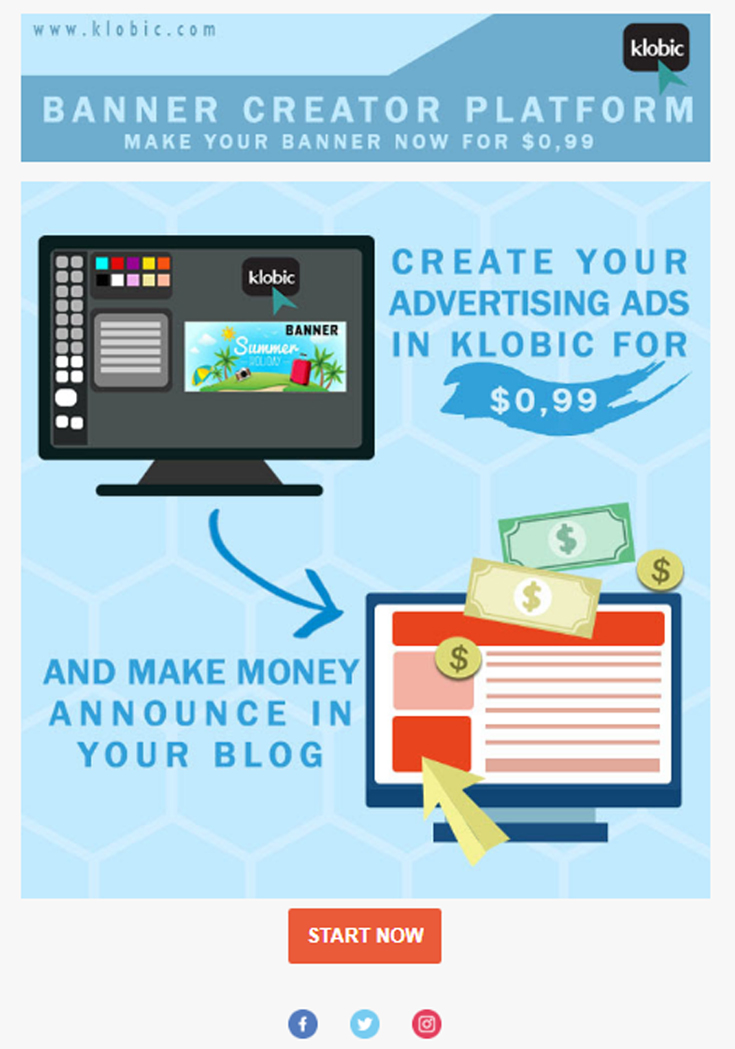 www.klobic.com
klobic
BANNER CREATOR PLATFORM
MAKE YOUR BANNER NOW FOR $0,99
klobic
BANNER
Summer
HOLIDAY
CREATE YOUR
ADVERTISING ADS
IN KLOBIC FOR
$0,99
$
$
$
$
AND MAKE MONEY
ANNOUNCE IN
YOUR BLOG
START NOW